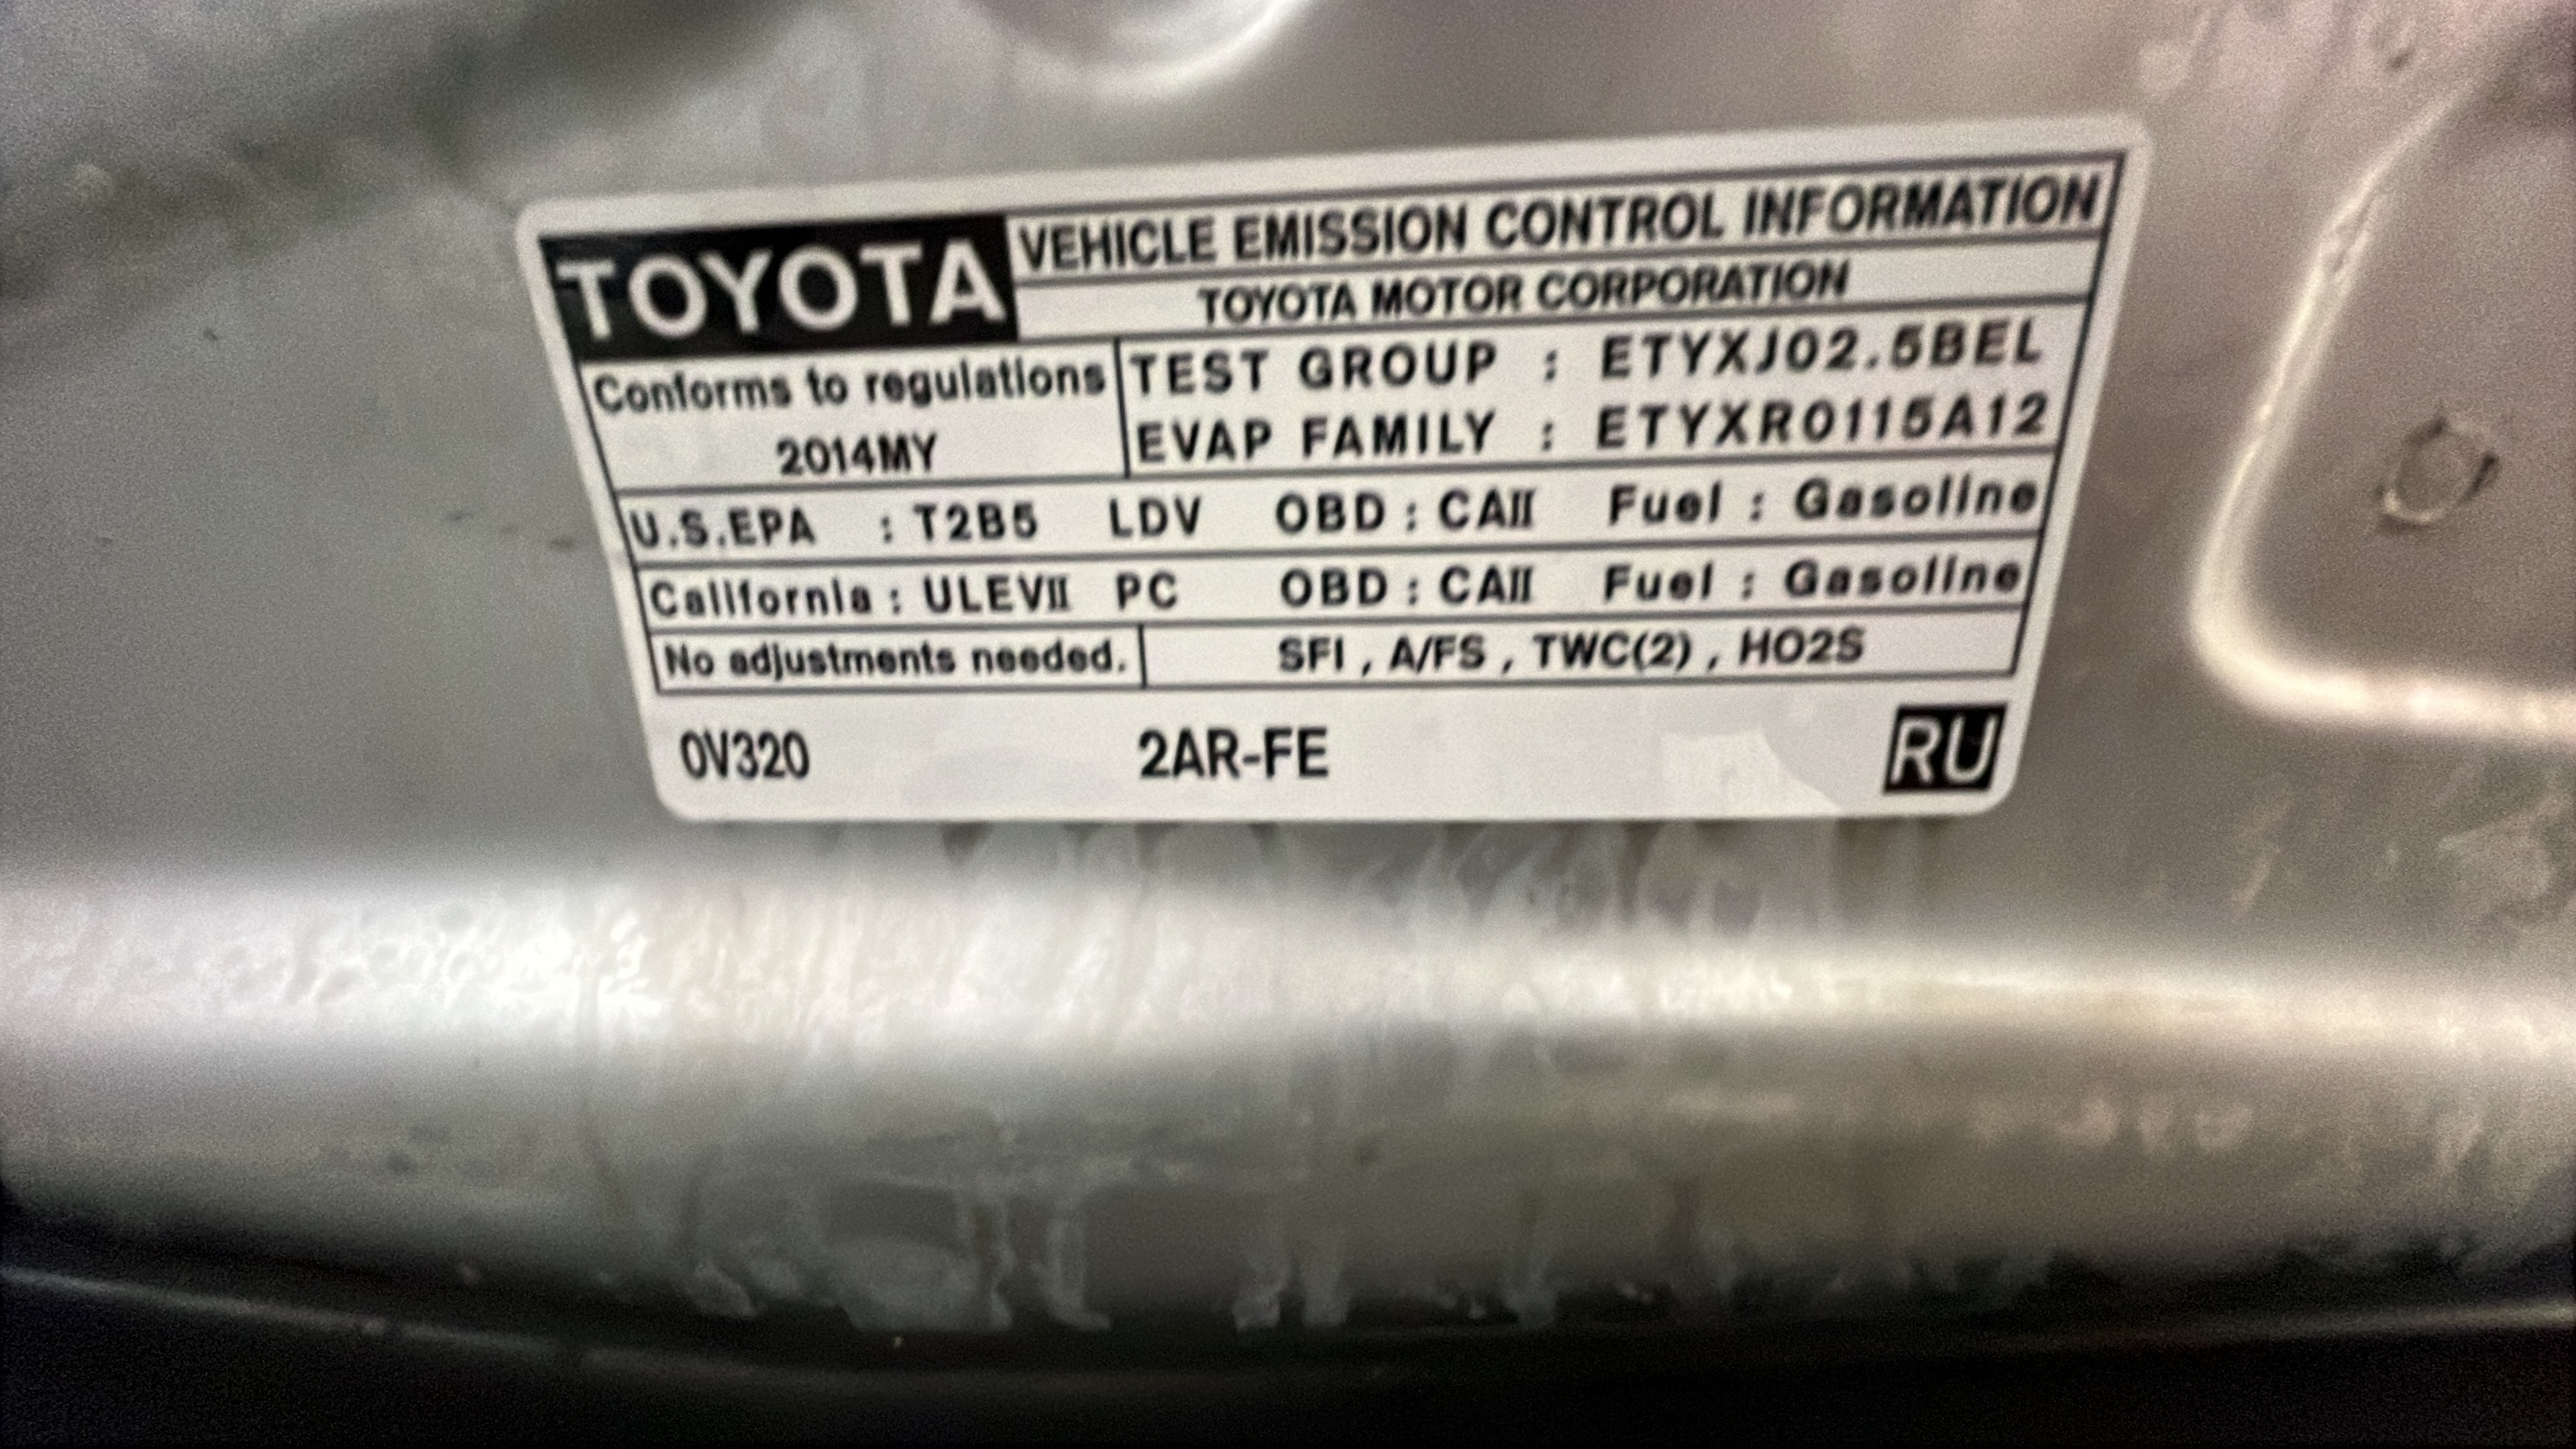 TOYOTA VEHICLE EMISSION CONTROL INFORMATION
TOYOTA MOTOR CORPORATION
Conforms to regulations
2014MY
TEST GROUP : ETYXJ02.5BEL
EVAP FAMILY : ETYXR0115A12
U.S.EPA : T2B5 LDV OBD : CAII Fuel : Gasoline
California : ULEVII PC OBD : CAII Fuel : Gasoline
No adjustments needed. SFI , A/FS , TWC(2) , HO2S
0V320 2AR-FE RU